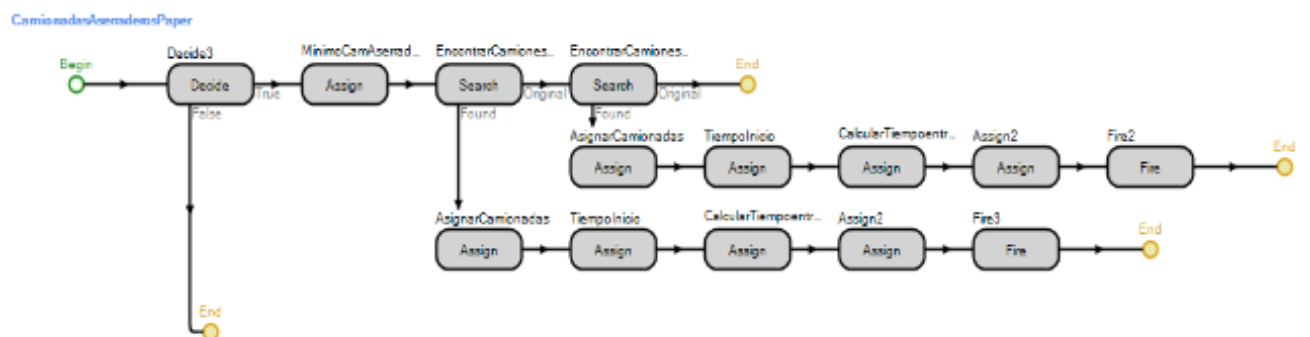 CamionadasAserraderosPaper
Begin
Decide3
Decide
True
False
MinimoCamAserrad...
Assign
EncontrarCamiones...
Search
Original
Found
EncontrarCamiones...
Search
Original
Found
End
AsignarCamionadas
Assign
TiempoInicio
Assign
CalcularTiempoentr...
Assign
Assign2
Assign
Fire2
Fire
End
AsignarCamionadas
Assign
TiempoInicio
Assign
CalcularTiempoentr...
Assign
Assign2
Assign
Fire3
Fire
End
End